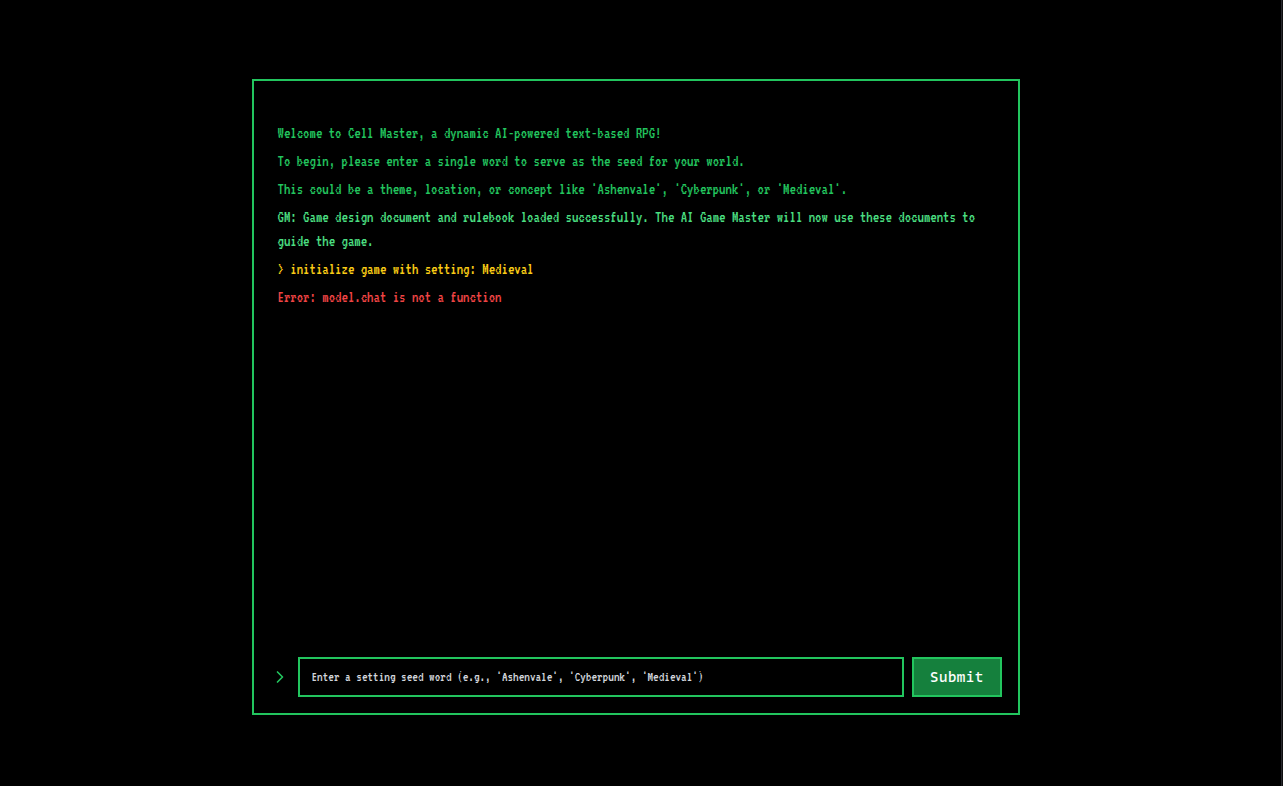 Welcome to Cell Master, a dynamic AI-powered text-based RPG!
To begin, please enter a single word to serve as the seed for your world.
This could be a theme, location, or concept like 'Ashenvale', 'Cyberpunk', or 'Medieval'.
GM: Game design document and rulebook loaded successfully. The AI Game Master will now use these documents to
guide the game.
> initialize game with setting: Medieval
Error: model.chat is not a function
> Enter a setting seed word (e.g., 'Ashenvale', 'Cyberpunk', 'Medieval') Submit